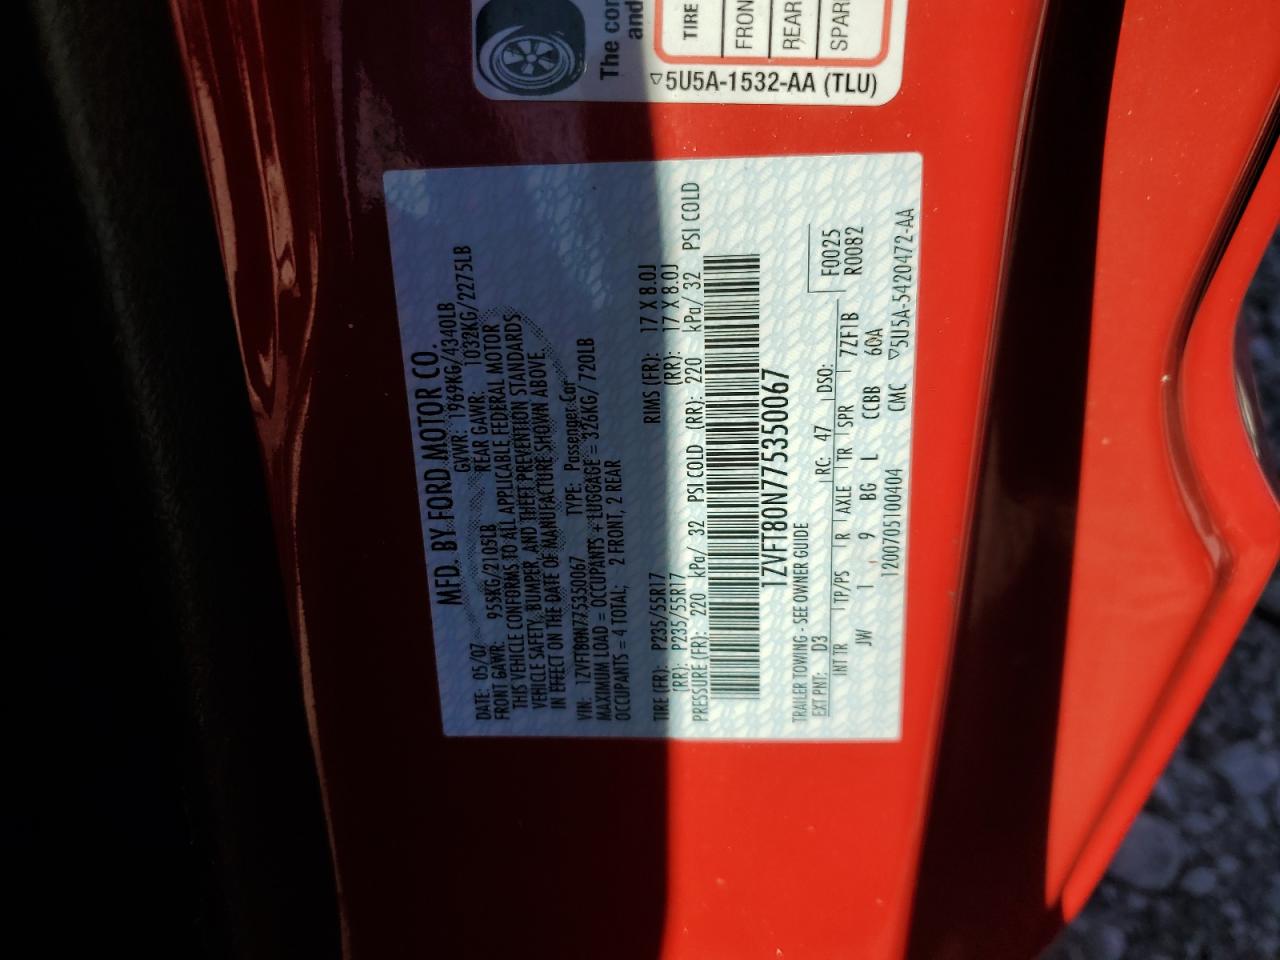 The cor
and
TIRE
FRON
REAR
SPAR
5U5A-1532-AA (TLU)
MFD. BY FORD MOTOR CO.
DATE: 05/07 GVWR: 1969KG/4340LB
FRONT GAWR: 955KG/2105LB REAR GAWR: 1032KG/2275LB
THIS VEHICLE CONFORMS TO ALL APPLICABLE FEDERAL MOTOR
VEHICLE SAFETY, BUMPER, AND THEFT PREVENTION STANDARDS
IN EFFECT ON THE DATE OF MANUFACTURE SHOWN ABOVE.
VIN: 1ZVFT80N775350067 TYPE: Passenger Car
MAXIMUM LOAD = OCCUPANTS + LUGGAGE = 326KG/ 720LB
OCCUPANTS = 4 TOTAL; 2 FRONT, 2 REAR
TIRE (FR): P235/55R17 RIMS (FR): 17 X 8.0J
(RR): P235/55R17 (RR): 17 X 8.0J
PRESSURE (FR): 220 kPa/ 32 PSI COLD (RR): 220 kPa/ 32 PSI COLD
1ZVFT80N775350067
TRAILER TOWING - SEE OWNER GUIDE
EXT PNT: D3 RC: 47 DSO: F0025
INT TR TP/PS R AXLE TR SPR 7ZF1B R0082
JW 1 9 BG L CCBB 60A
1200705100404 CMC 5U5A-5420472-AA